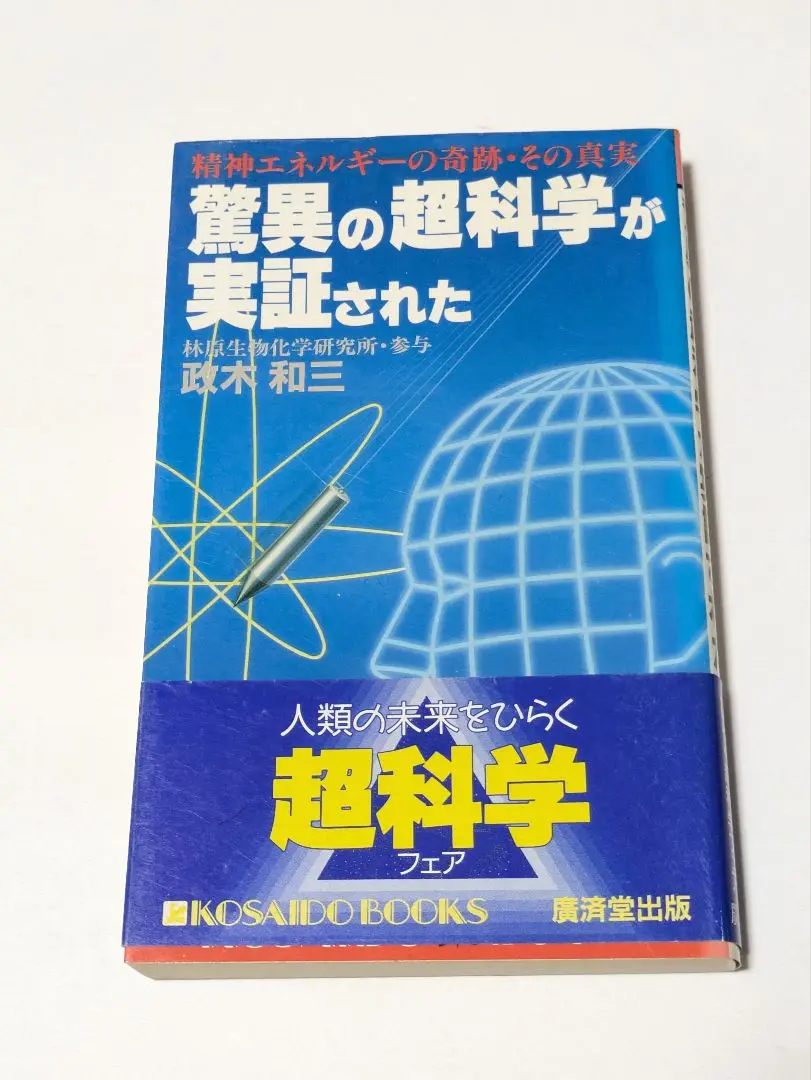 精神エネルギーの奇跡・その真実
驚異の超科学が
実証された
林原生物化学研究所・参与
政木 和三
人類の未来をひらく
超科学
フェア
KOSAIDO BOOKS
廣済堂出版